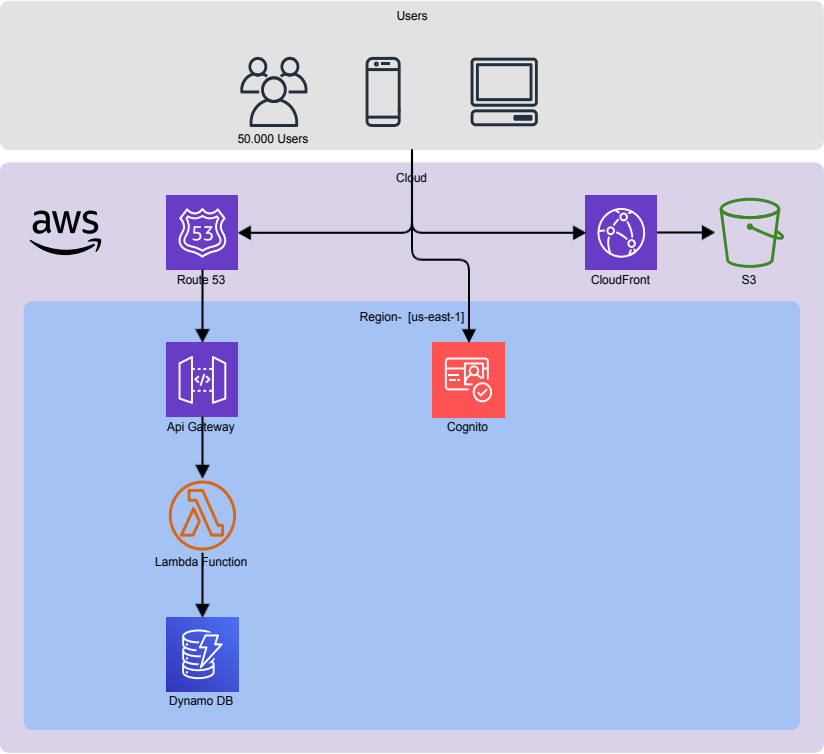 Users
50.000 Users
Cloud
aws
53
Route 53
CloudFront
S3
Region- [us-east-1]
</>
Api Gateway
Cognito
Lambda Function
Dynamo DB